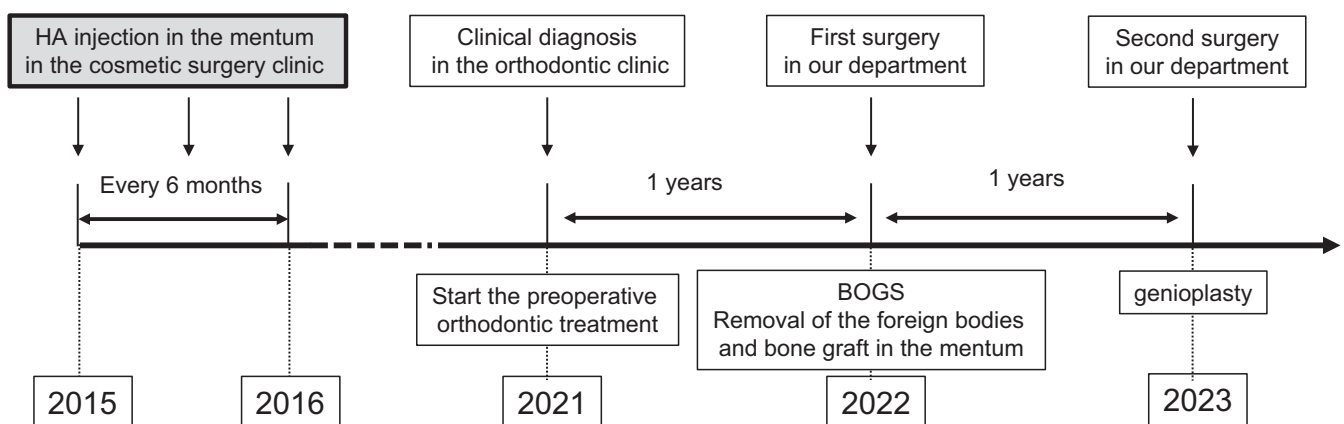 HA injection in the mentum
in the cosmetic surgery clinic
Clinical diagnosis
in the orthodontic clinic
First surgery
in our department
Second surgery
in our department
Every 6 months
1 years
1 years
Start the preoperative
orthodontic treatment
BOGS
Removal of the foreign bodies
and bone graft in the mentum
genioplasty
2015
2016
2021
2022
2023